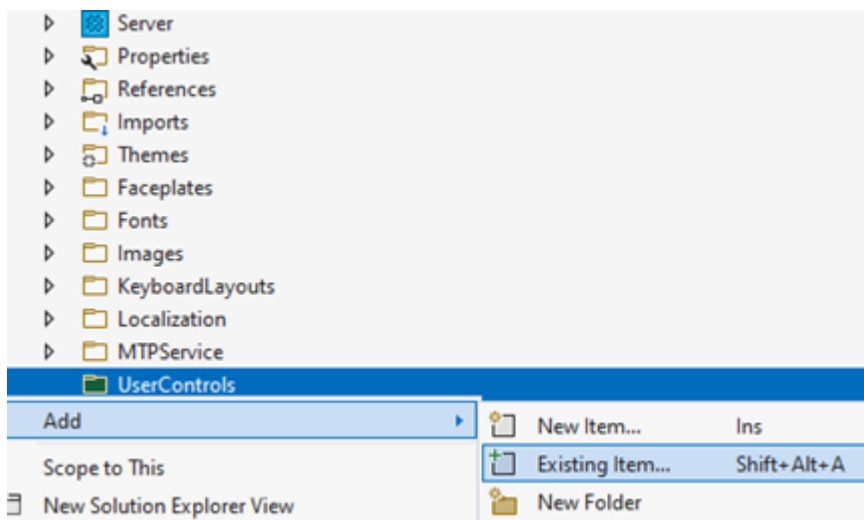 Server
Properties
References
Imports
Themes
Faceplates
Fonts
Images
KeyboardLayouts
Localization
MTPService
UserControls
Add
New Item... Ins
Scope to This
Existing Item... Shift+Alt+A
New Solution Explorer View
New Folder